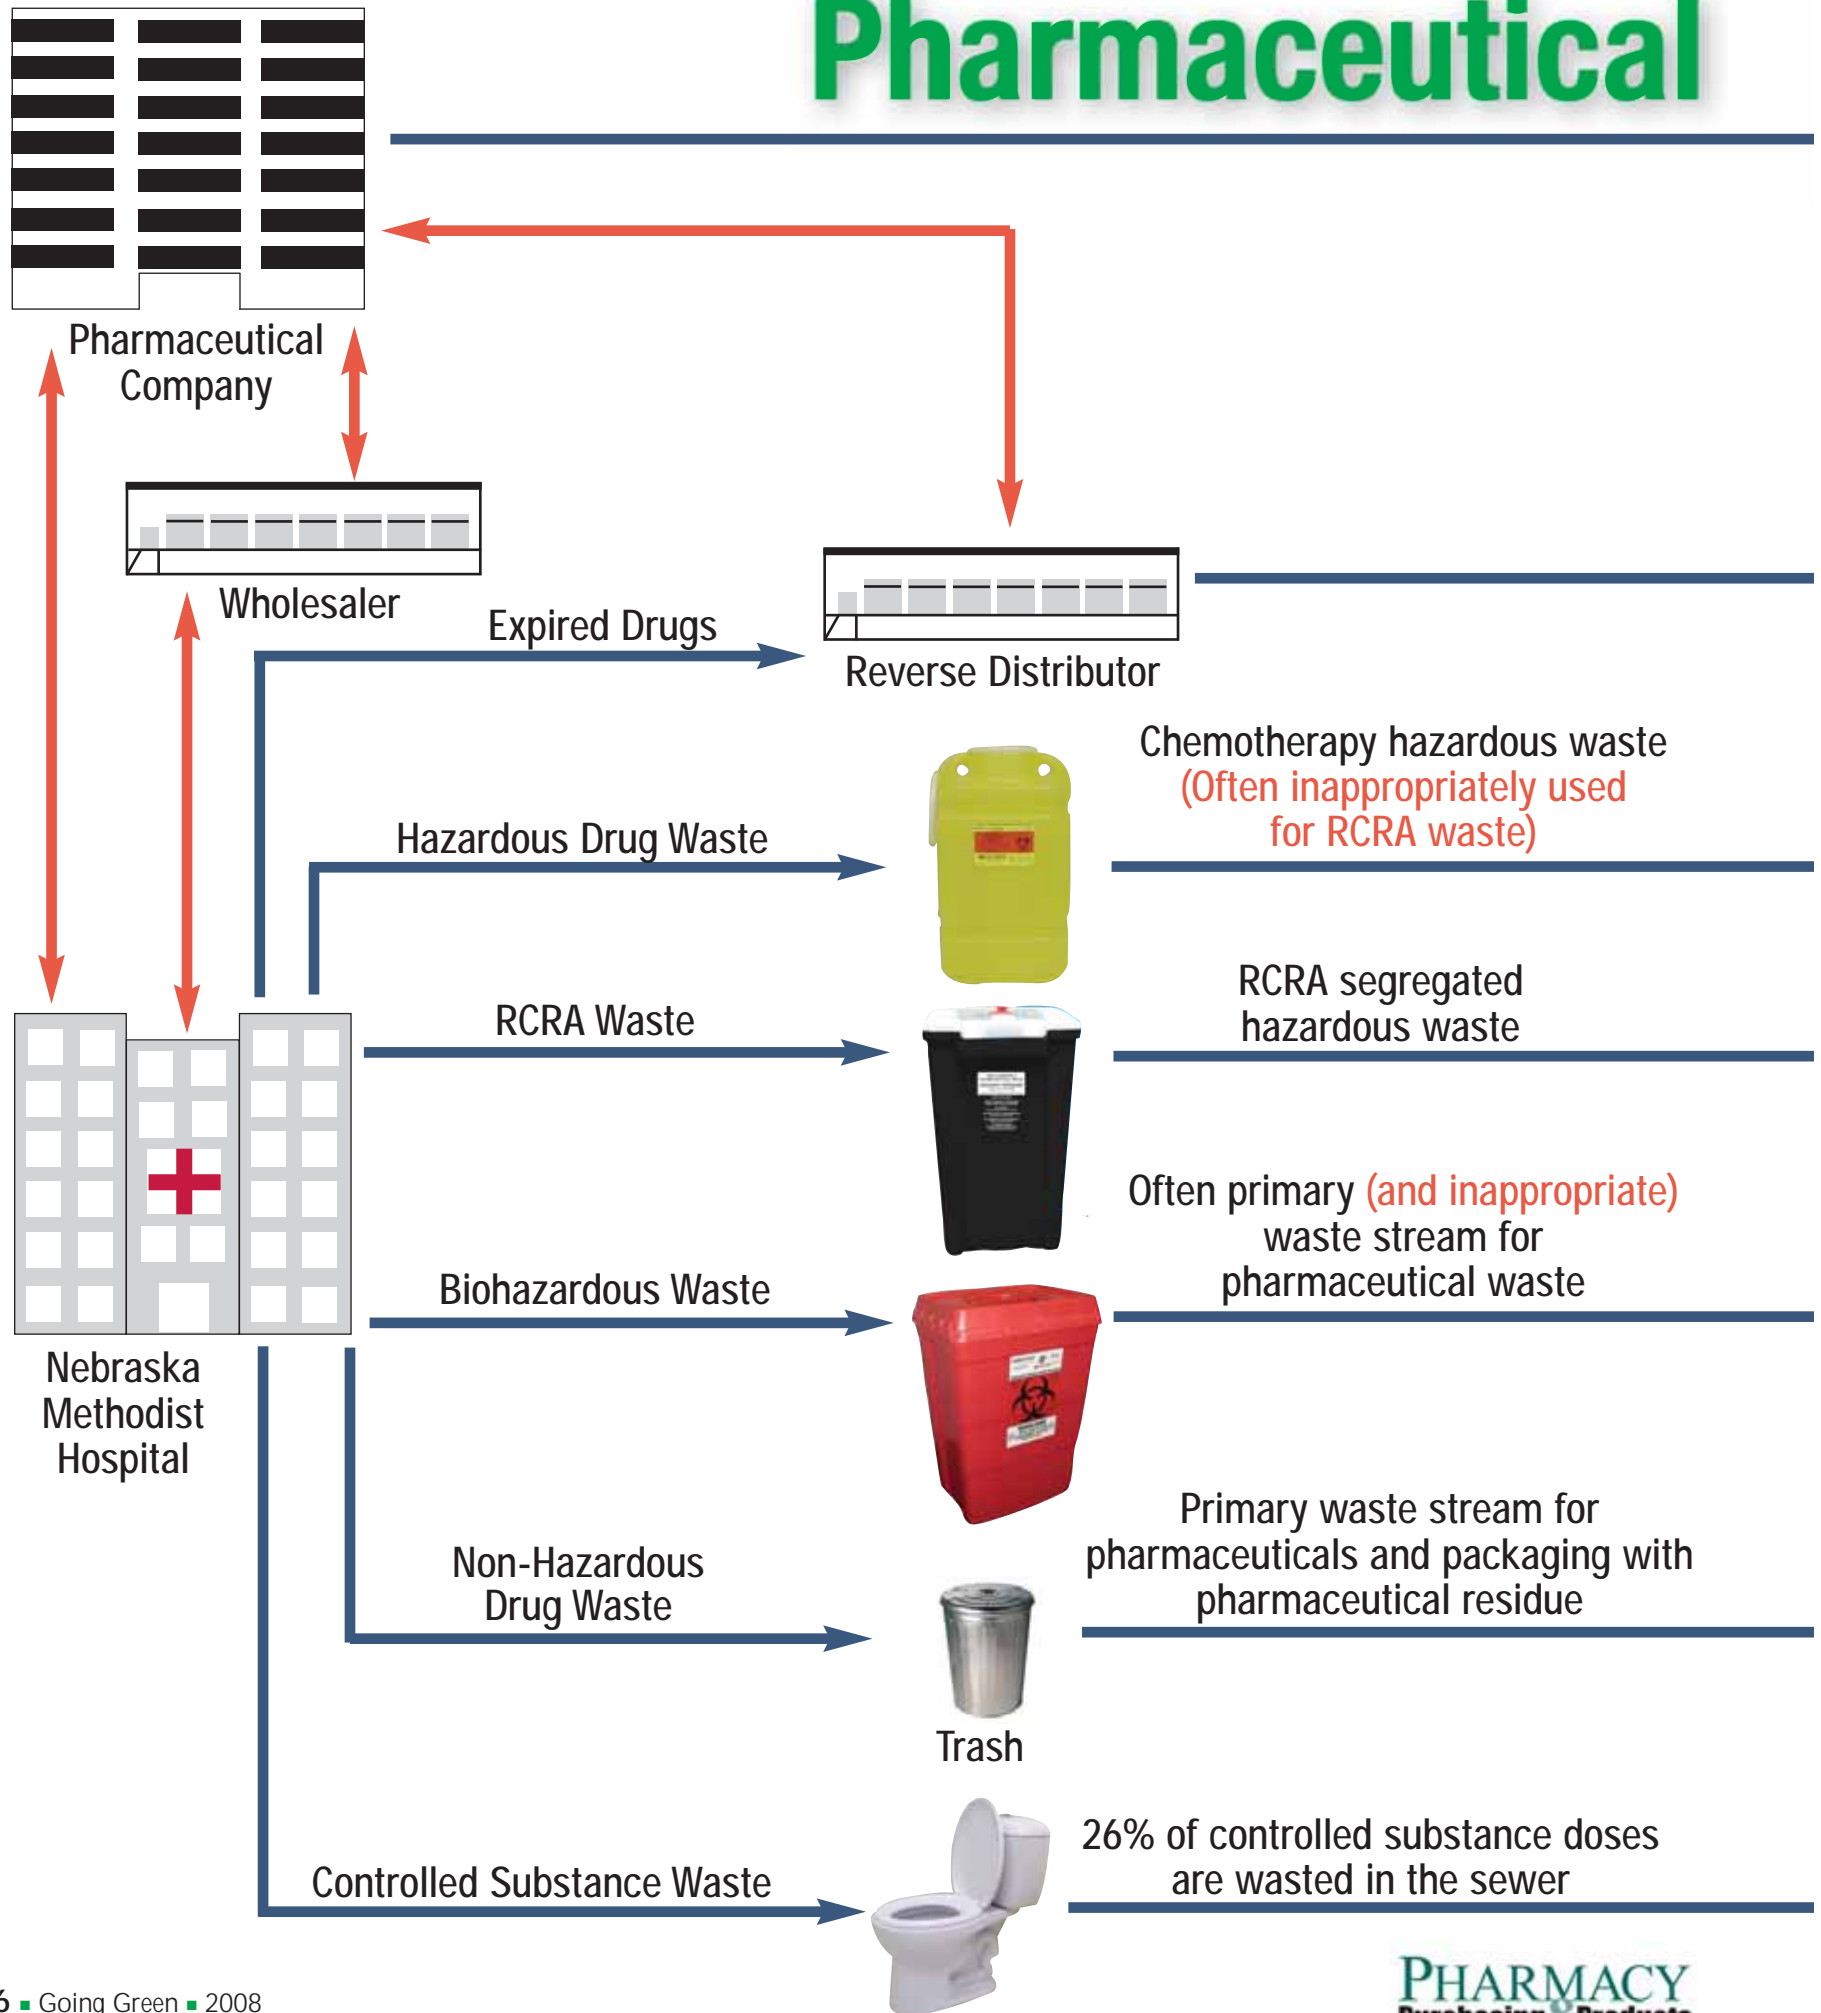 Pharmaceutical
Pharmaceutical
Company
Wholesaler
Expired Drugs
Reverse Distributor
Chemotherapy hazardous waste
(Often inappropriately used
for RCRA waste)
Hazardous Drug Waste
RCRA segregated
hazardous waste
RCRA Waste
Often primary (and inappropriate)
waste stream for
pharmaceutical waste
Biohazardous Waste
Nebraska
Methodist
Hospital
Primary waste stream for
pharmaceuticals and packaging with
pharmaceutical residue
Non-Hazardous
Drug Waste
Trash
26% of controlled substance doses
are wasted in the sewer
Controlled Substance Waste
6 ▪ Going Green ▪ 2008
PHARMACY
Purchasing & Products